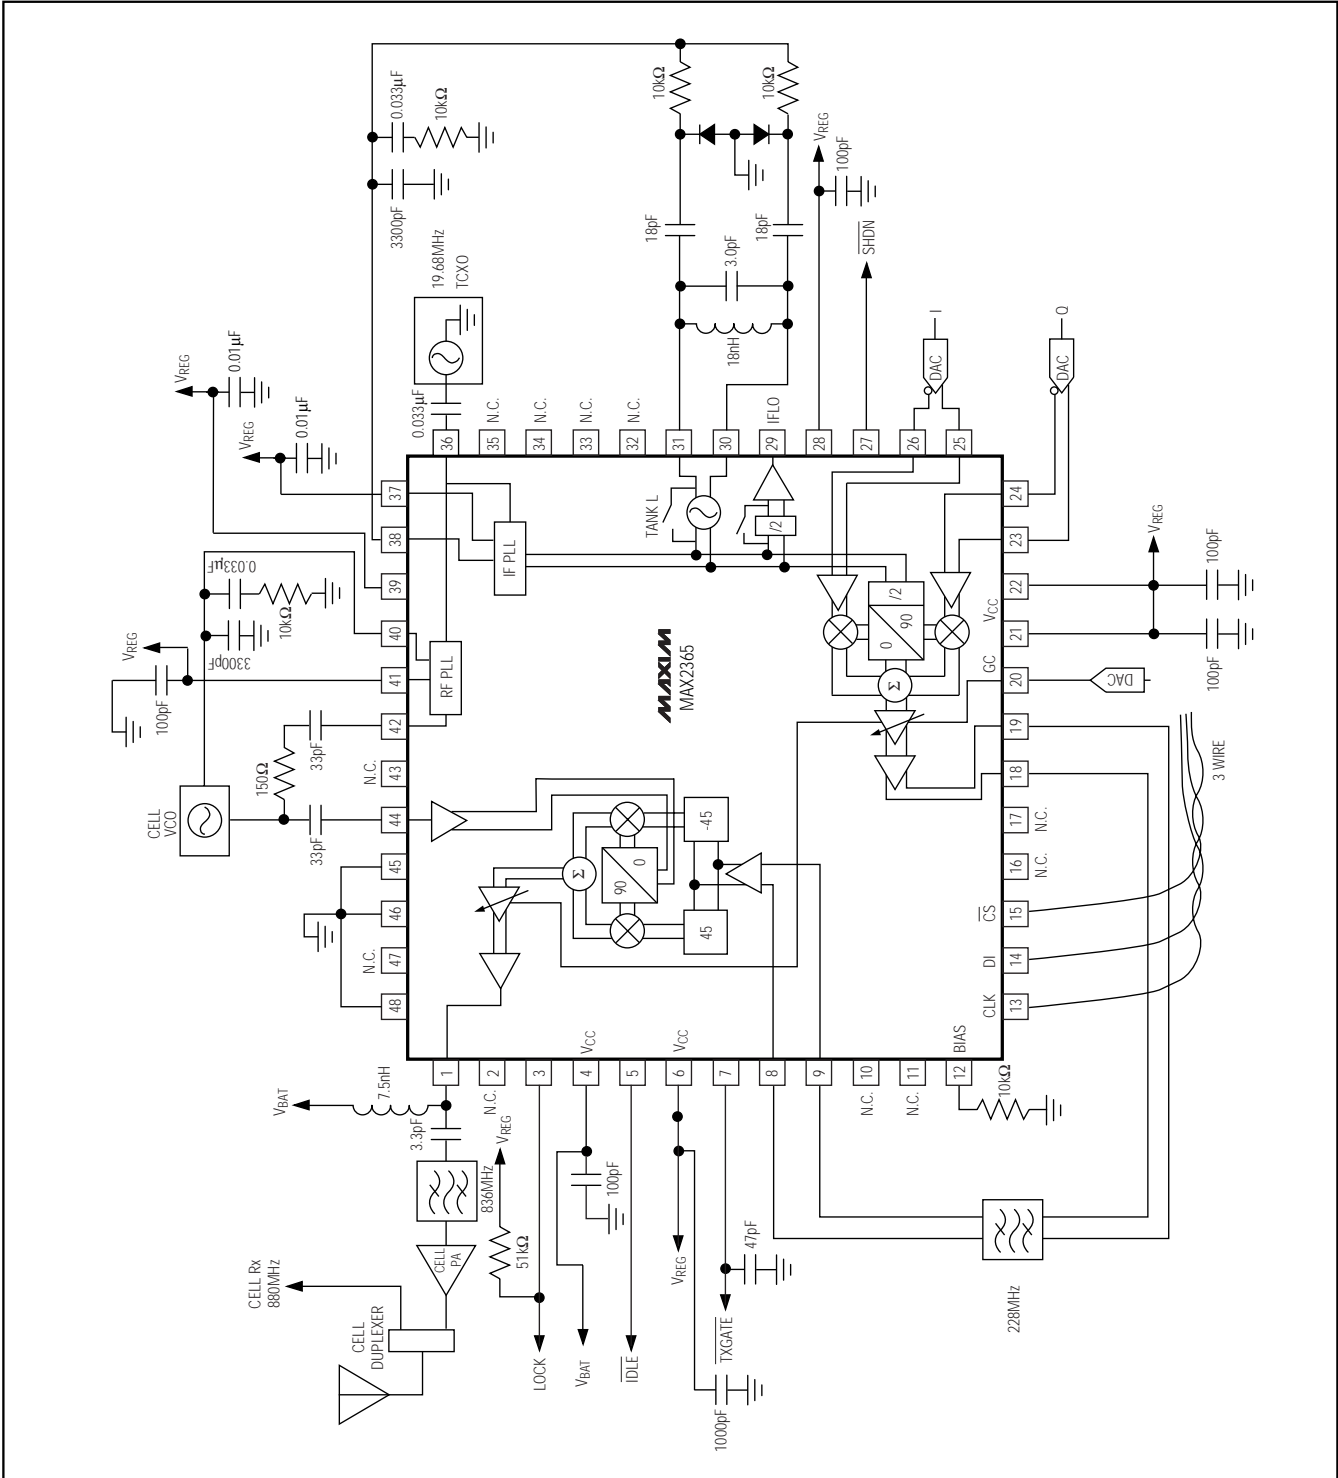 0.033µF
10kΩ
3300pF
19.68MHz
TCXO
0.033µF
10kΩ
10kΩ
18pF
18pF
3.0pF
18nH
VREG
100pF
SHDN
I
DAC
Q
DAC
VREG
0.01µF
VREG
0.01µF
36
35
N.C.
34
N.C.
33
N.C.
32
N.C.
31
30
29
IFLO
28
27
26
25
37
38
39
40
41
42
43
N.C.
44
45
46
47
N.C.
48
0.033µF
10kΩ
3300pF
VREG
100pF
33pF
150Ω
33pF
CELL
VCO
IF PLL
RF PLL
TANK L
/2
/2
90
0
Σ
MAXIM
MAX2365
Σ
90
0
-45
45
24
23
22
VCC
21
GC
20
19
18
17
N.C.
16
N.C.
15
CS
14
DI
13
CLK
VREG
100pF
100pF
DAC
3 WIRE
1
2
N.C.
3
4
VCC
5
6
VCC
7
8
9
10
N.C.
11
N.C.
12
BIAS
10kΩ
VBAT
7.5nH
3.3pF
836MHz
CELL
PA
CELL Rx
880MHz
CELL
DUPLEXER
VREG
51kΩ
LOCK
100pF
VBAT
IDLE
VREG
1000pF
TXGATE
47pF
228MHz